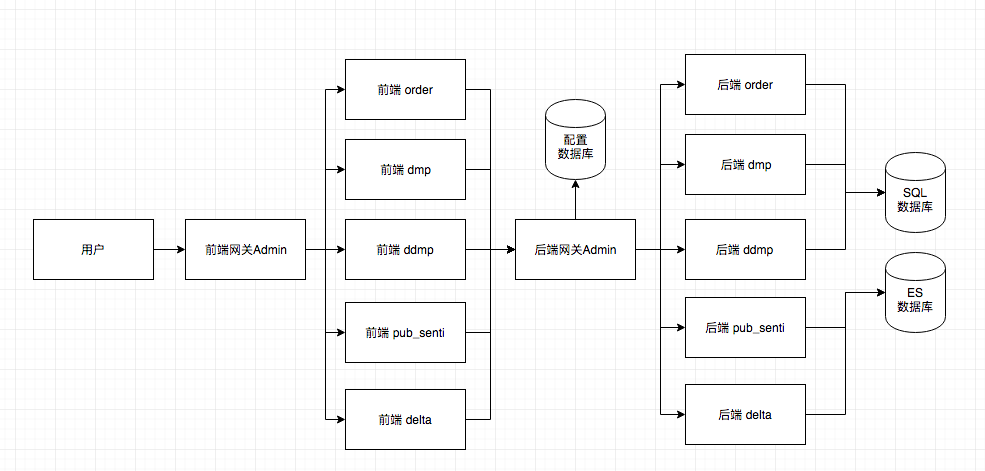 用户
前端网关Admin
前端 order
前端 dmp
前端 ddmp
前端 pub_senti
前端 delta
配置
数据库
后端网关Admin
后端 order
后端 dmp
后端 ddmp
后端 pub_senti
后端 delta
SQL
数据库
ES
数据库